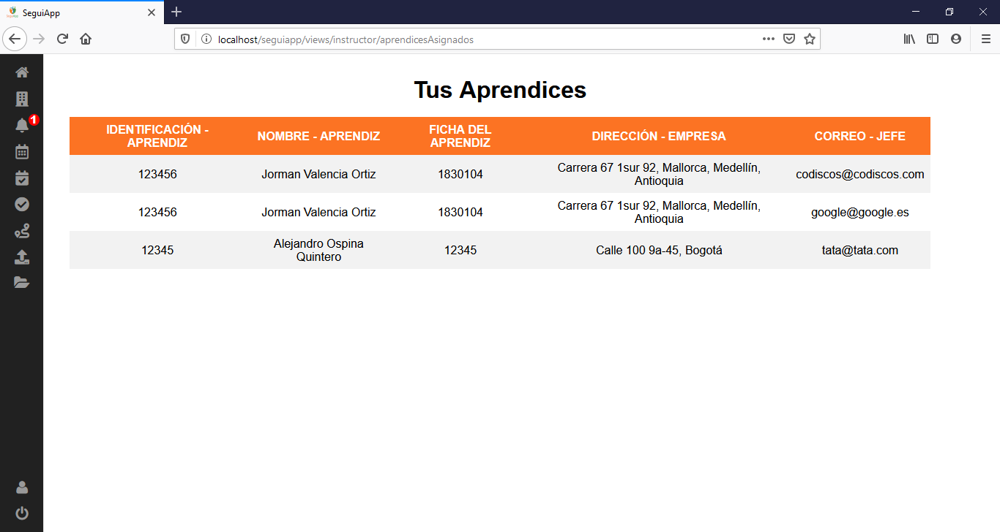 SeguiApp
localhost/seguiapp/views/instructor/aprendicesAsignados
1
Tus Aprendices
IDENTIFICACIÓN -
APRENDIZ
NOMBRE - APRENDIZ
FICHA DEL
APRENDIZ
DIRECCIÓN - EMPRESA
CORREO - JEFE
123456
Jorman Valencia Ortiz
1830104
Carrera 67 1sur 92, Mallorca, Medellín,
Antioquia
codiscos@codiscos.com
123456
Jorman Valencia Ortiz
1830104
Carrera 67 1sur 92, Mallorca, Medellín,
Antioquia
google@google.es
12345
Alejandro Ospina
Quintero
12345
Calle 100 9a-45, Bogotá
tata@tata.com